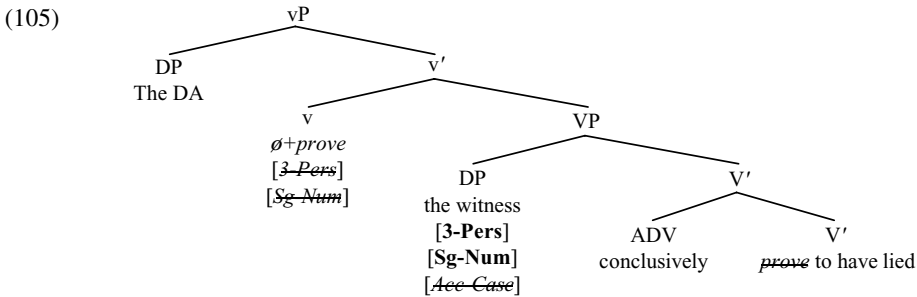 (105)
vP
DP
The DA
v′
v
ø+prove
[3-Pers]
[Sg-Num]
VP
DP
the witness
[3-Pers]
[Sg-Num]
[Acc-Case]
V′
ADV
conclusively
V′
prove to have lied